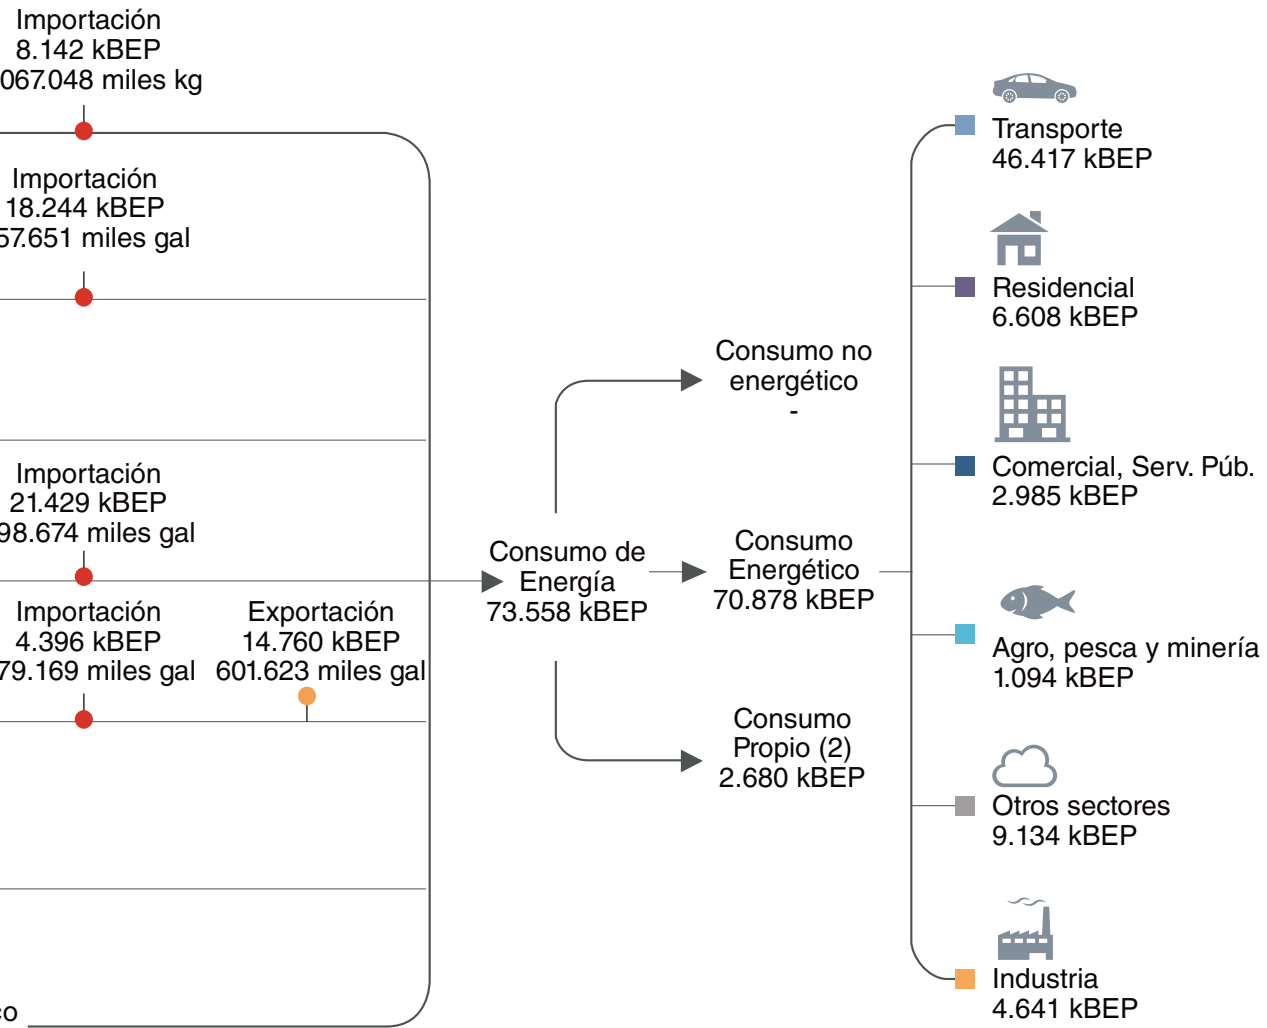 Importación
8.142 kBEP
067.048 miles kg
Importación
18.244 kBEP
57.651 miles gal
Importación
21.429 kBEP
98.674 miles gal
Importación
4.396 kBEP
79.169 miles gal
Exportación
14.760 kBEP
601.623 miles gal
Consumo de
Energía
73.558 kBEP
Consumo no
energético
-
Consumo
Energético
70.878 kBEP
Consumo
Propio (2)
2.680 kBEP
Transporte
46.417 kBEP
Residencial
6.608 kBEP
Comercial, Serv. Púb.
2.985 kBEP
Agro, pesca y minería
1.094 kBEP
Otros sectores
9.134 kBEP
Industria
4.641 kBEP